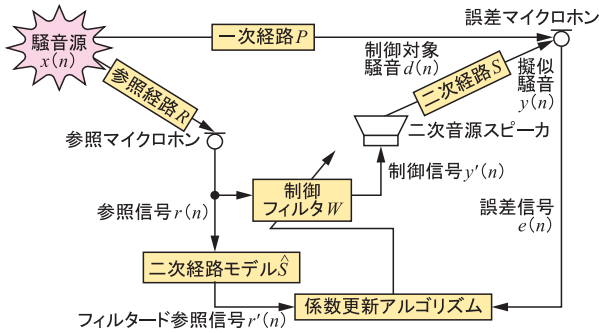 騒音源
x(n)
一次経路P
誤差マイクロホン
制御対象
騒音d(n)
二次経路S
擬似
騒音
y(n)
参照経路R
参照マイクロホン
二次音源スピーカ
制御信号y′(n)
制御
フィルタW
参照信号r(n)
誤差信号
e(n)
二次経路モデルŜ
係数更新アルゴリズム
フィルタード参照信号r′(n)